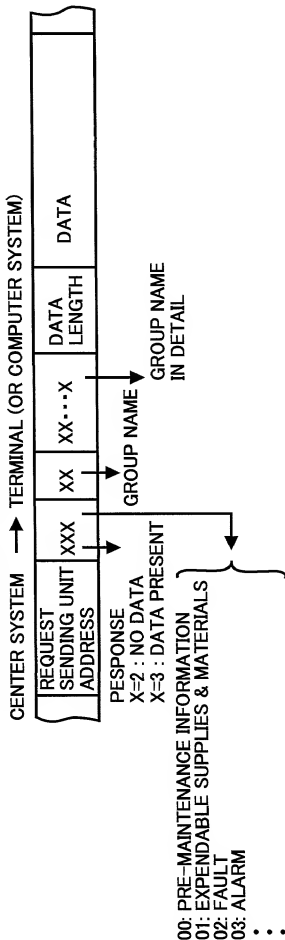 CENTER SYSTEM → TERMINAL (OR COMPUTER SYSTEM)
REQUEST
SENDING UNIT
ADDRESS
XXX
XX
XX···X
DATA
LENGTH
DATA
PESPONSE
X=2 : NO DATA
X=3 : DATA PRESENT
GROUP NAME
GROUP NAME
IN DETAIL
00: PRE-MAINTENANCE INFORMATION
01: EXPENDABLE SUPPLIES & MATERIALS
02: FAULT
03: ALARM
• • •